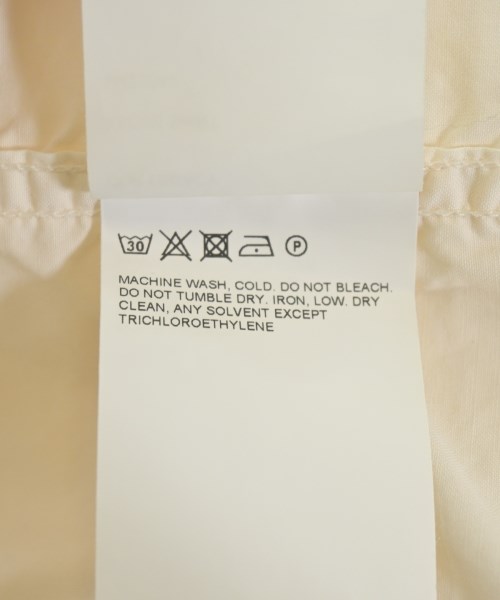 30 P
MACHINE WASH, COLD. DO NOT BLEACH.
DO NOT TUMBLE DRY. IRON, LOW. DRY
CLEAN, ANY SOLVENT EXCEPT
TRICHLOROETHYLENE